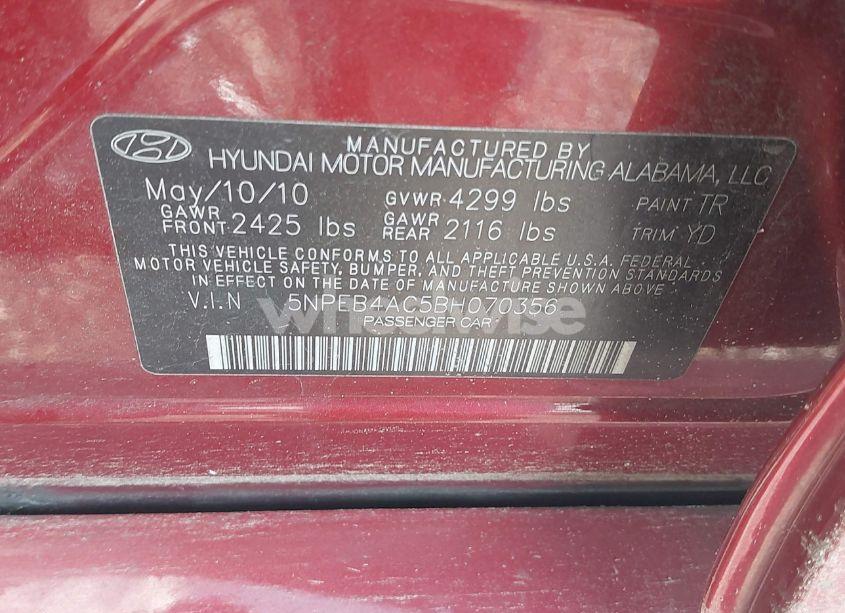 MANUFACTURED BY
HYUNDAI MOTOR MANUFACTURING ALABAMA, LLC
May/10/10 GVWR 4299 lbs PAINT TR
GAWR FRONT 2425 lbs GAWR REAR 2116 lbs TRIM YD
THIS VEHICLE CONFORMS TO ALL APPLICABLE U.S.A. FEDERAL
MOTOR VEHICLE SAFETY, BUMPER, AND THEFT PREVENTION STANDARDS
IN EFFECT ON THE DATE OF MANUFACTURE SHOWN ABOVE.
V.I.N 5NPEB4AC5BH070356
PASSENGER CAR